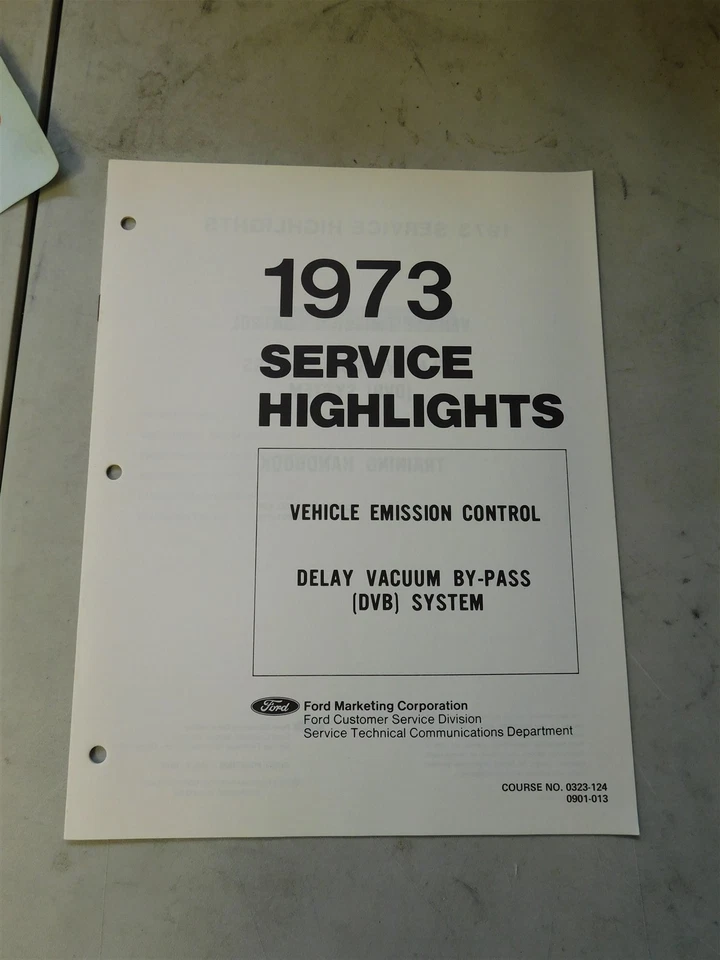 1973
SERVICE
HIGHLIGHTS
VEHICLE EMISSION CONTROL
DELAY VACUUM BY-PASS
(DVB) SYSTEM
Ford Ford Marketing Corporation
Ford Customer Service Division
Service Technical Communications Department
COURSE NO. 0323-124
0901-013